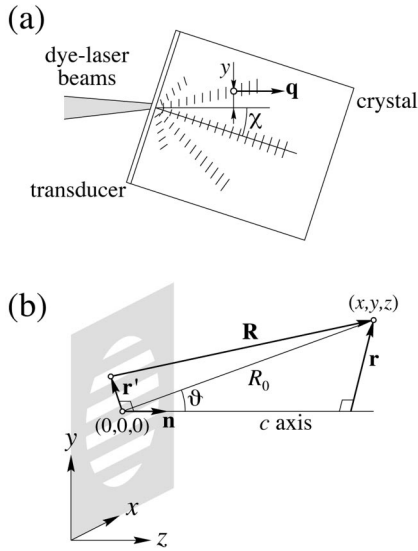 (a)
dye-laser
beams
y
q
crystal
χ
transducer
(b)
(x,y,z)
R
r
r'
R₀
ϑ
(0,0,0)
n
c axis
y
x
z